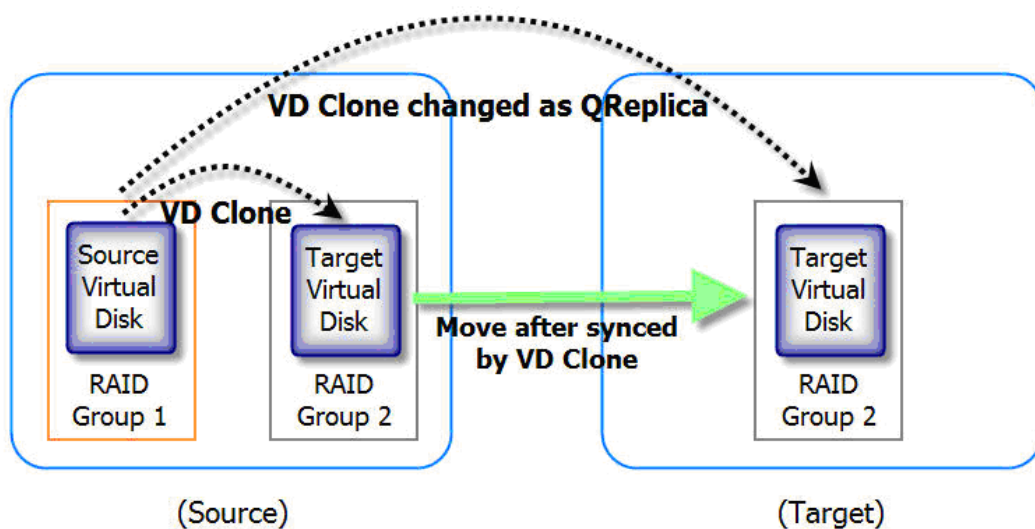 VD Clone changed as QReplica
VD Clone
Source
Virtual
Disk
RAID
Group 1
Target
Virtual
Disk
RAID
Group 2
Move after synced
by VD Clone
Target
Virtual
Disk
RAID
Group 2
(Source)
(Target)